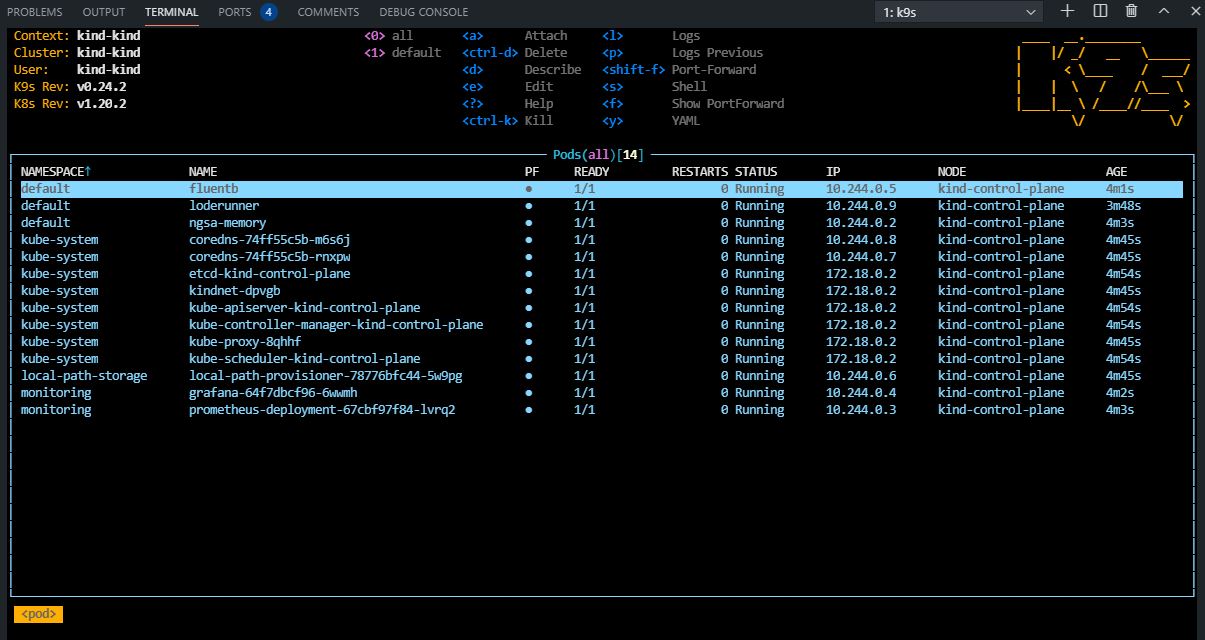 PROBLEMS OUTPUT TERMINAL PORTS 4 COMMENTS DEBUG CONSOLE 1: k9s
Context: kind-kind <0> all <a> Attach <l> Logs
Cluster: kind-kind <1> default <ctrl-d> Delete <p> Logs Previous
User: kind-kind <d> Describe <shift-f> Port-Forward
K9s Rev: v0.24.2 <e> Edit <s> Shell
K8s Rev: v1.20.2 <?> Help <f> Show PortForward
<ctrl-k> Kill <y> YAML
K9s
Pods(all)[14]
NAMESPACE↑ NAME PF READY RESTARTS STATUS IP NODE AGE
default fluentb ● 1/1 0 Running 10.244.0.5 kind-control-plane 4m1s
default loderunner ● 1/1 0 Running 10.244.0.9 kind-control-plane 3m48s
default ngsa-memory ● 1/1 0 Running 10.244.0.2 kind-control-plane 4m3s
kube-system coredns-74ff55c5b-m6s6j ● 1/1 0 Running 10.244.0.8 kind-control-plane 4m45s
kube-system coredns-74ff55c5b-rnxpw ● 1/1 0 Running 10.244.0.7 kind-control-plane 4m45s
kube-system etcd-kind-control-plane ● 1/1 0 Running 172.18.0.2 kind-control-plane 4m54s
kube-system kindnet-dpvgb ● 1/1 0 Running 172.18.0.2 kind-control-plane 4m45s
kube-system kube-apiserver-kind-control-plane ● 1/1 0 Running 172.18.0.2 kind-control-plane 4m54s
kube-system kube-controller-manager-kind-control-plane ● 1/1 0 Running 172.18.0.2 kind-control-plane 4m54s
kube-system kube-proxy-8qhhf ● 1/1 0 Running 172.18.0.2 kind-control-plane 4m45s
kube-system kube-scheduler-kind-control-plane ● 1/1 0 Running 172.18.0.2 kind-control-plane 4m54s
local-path-storage local-path-provisioner-78776bfc44-5w9pg ● 1/1 0 Running 10.244.0.6 kind-control-plane 4m45s
monitoring grafana-64f7dbcf96-6wwmh ● 1/1 0 Running 10.244.0.4 kind-control-plane 4m2s
monitoring prometheus-deployment-67cbf97f84-lvrq2 ● 1/1 0 Running 10.244.0.3 kind-control-plane 4m3s
<pod>